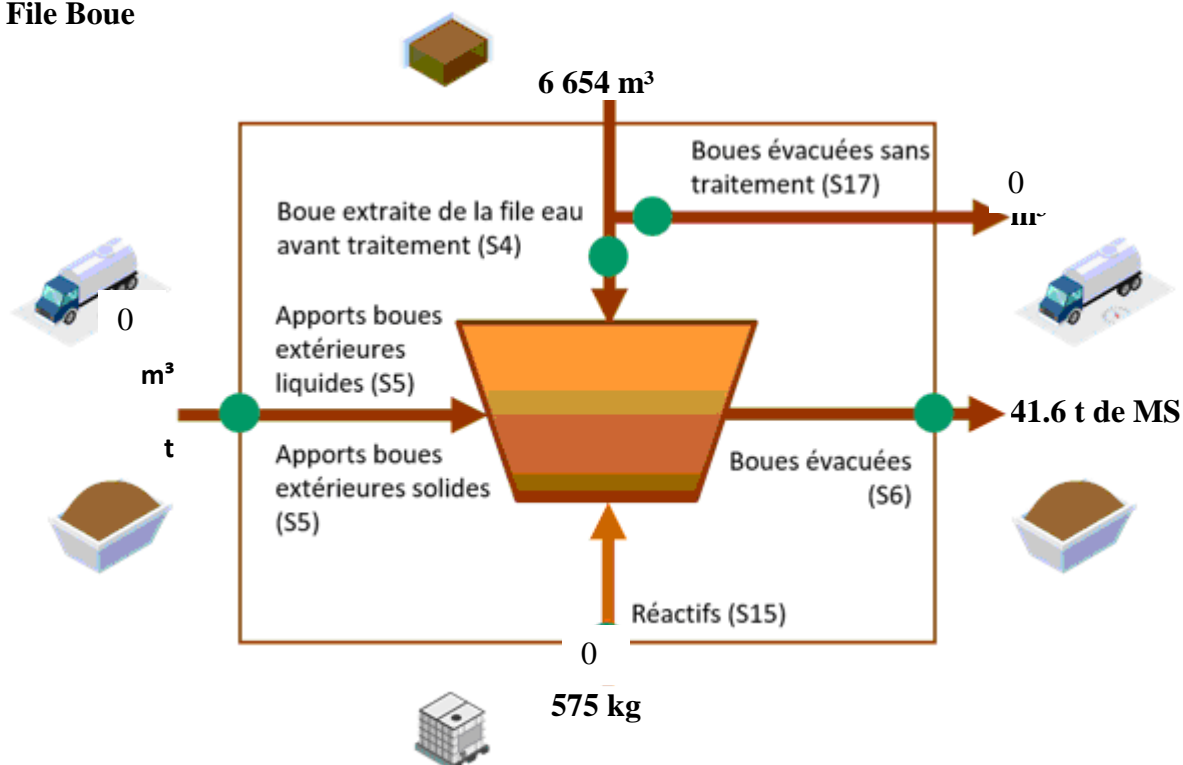 File Boue
6 654 m³
Boues évacuées sans
traitement (S17)
0
m³
Boue extraite de la file eau
avant traitement (S4)
0
m³
Apports boues
extérieures
liquides (S5)
t
Apports boues
extérieures solides
(S5)
41.6 t de MS
Boues évacuées
(S6)
Réactifs (S15)
0
575 kg